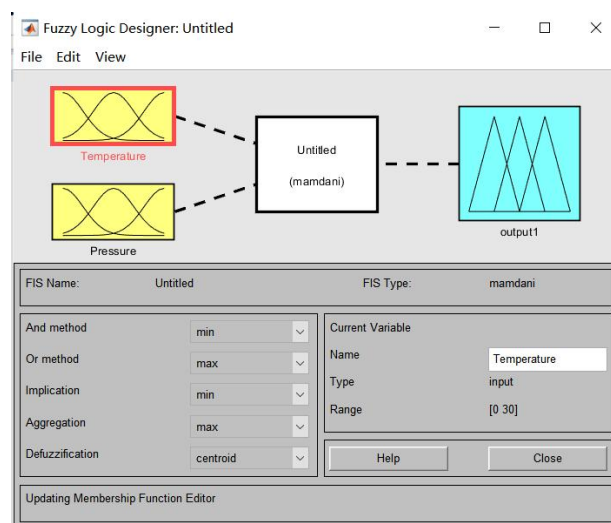 Fuzzy Logic Designer: Untitled
File Edit View
Temperature
Pressure
Untitled
(mamdani)
output1
FIS Name: Untitled FIS Type: mamdani
And method min
Or method max
Implication min
Aggregation max
Defuzzification centroid
Current Variable
Name Temperature
Type input
Range [0 30]
Help Close
Updating Membership Function Editor